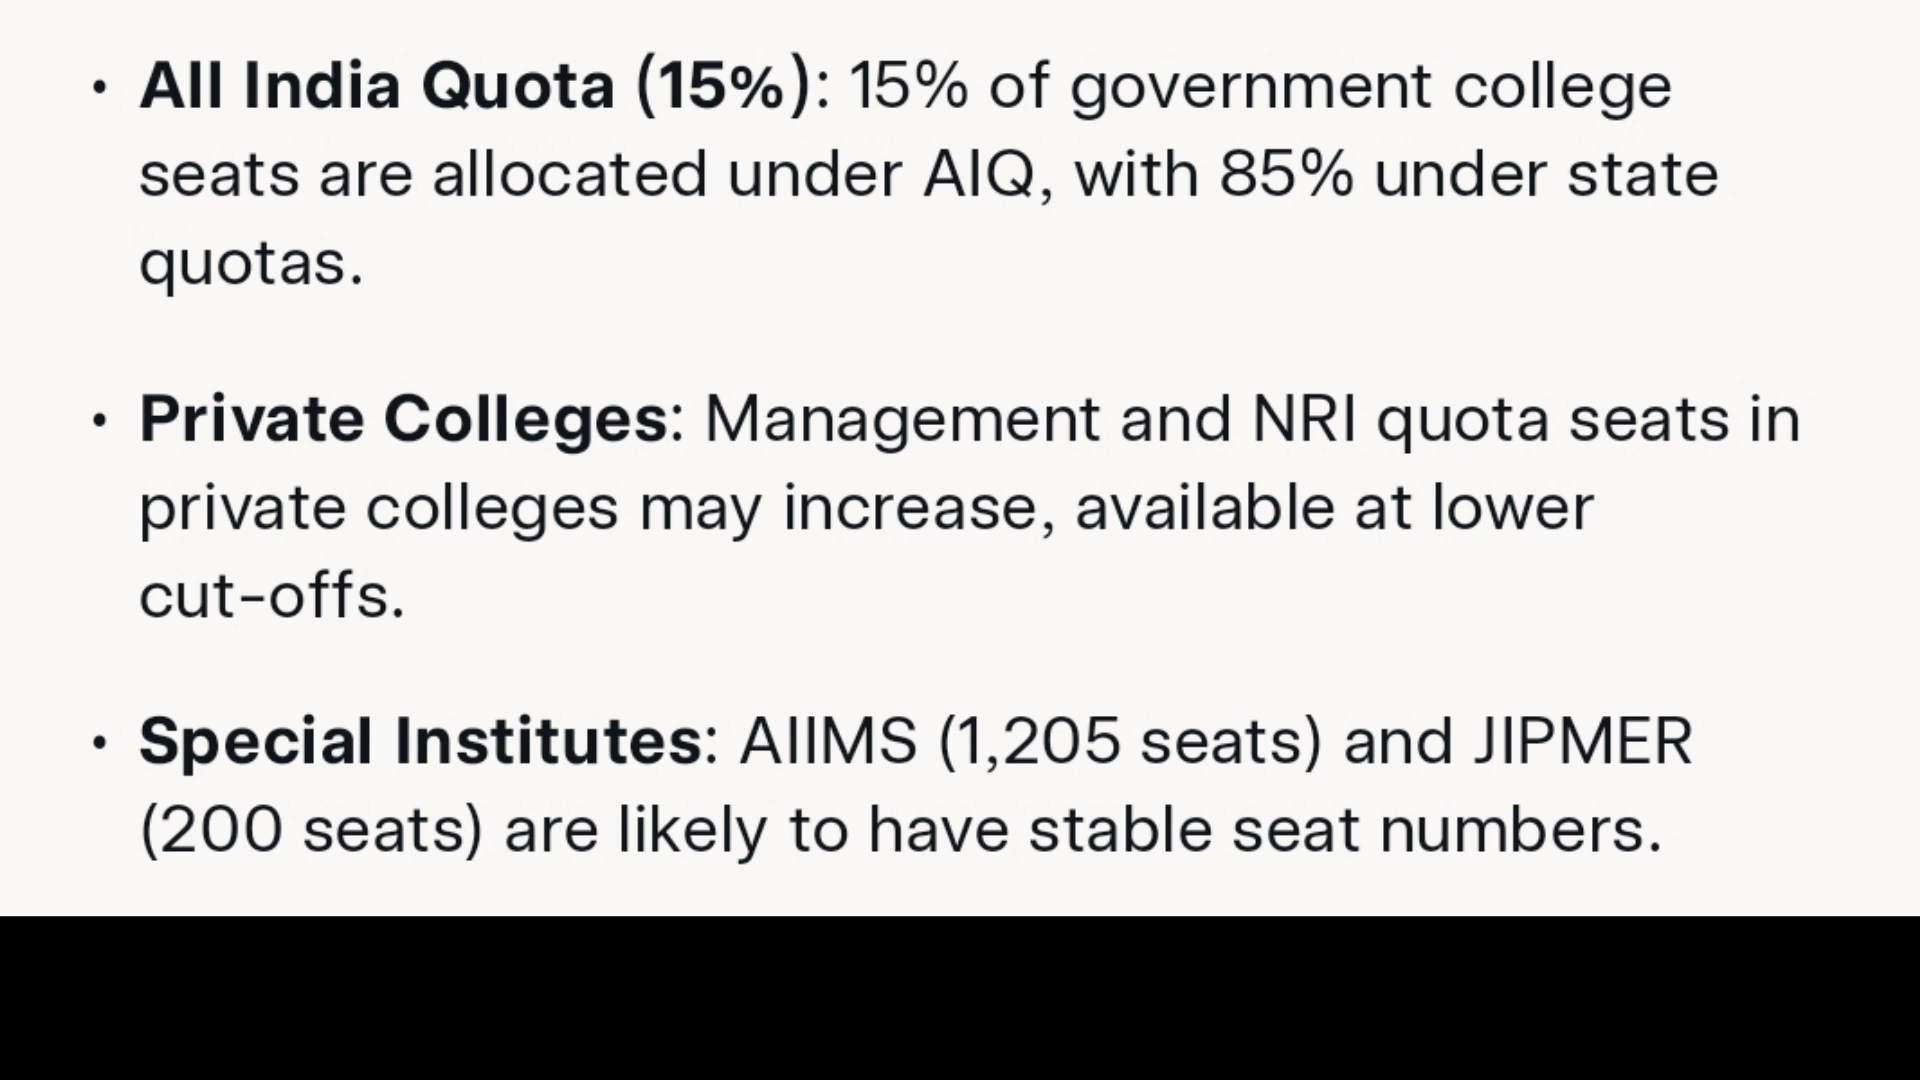 • All India Quota (15%): 15% of government college
seats are allocated under AIQ, with 85% under state
quotas.
• Private Colleges: Management and NRI quota seats in
private colleges may increase, available at lower
cut-offs.
• Special Institutes: AIIMS (1,205 seats) and JIPMER
(200 seats) are likely to have stable seat numbers.